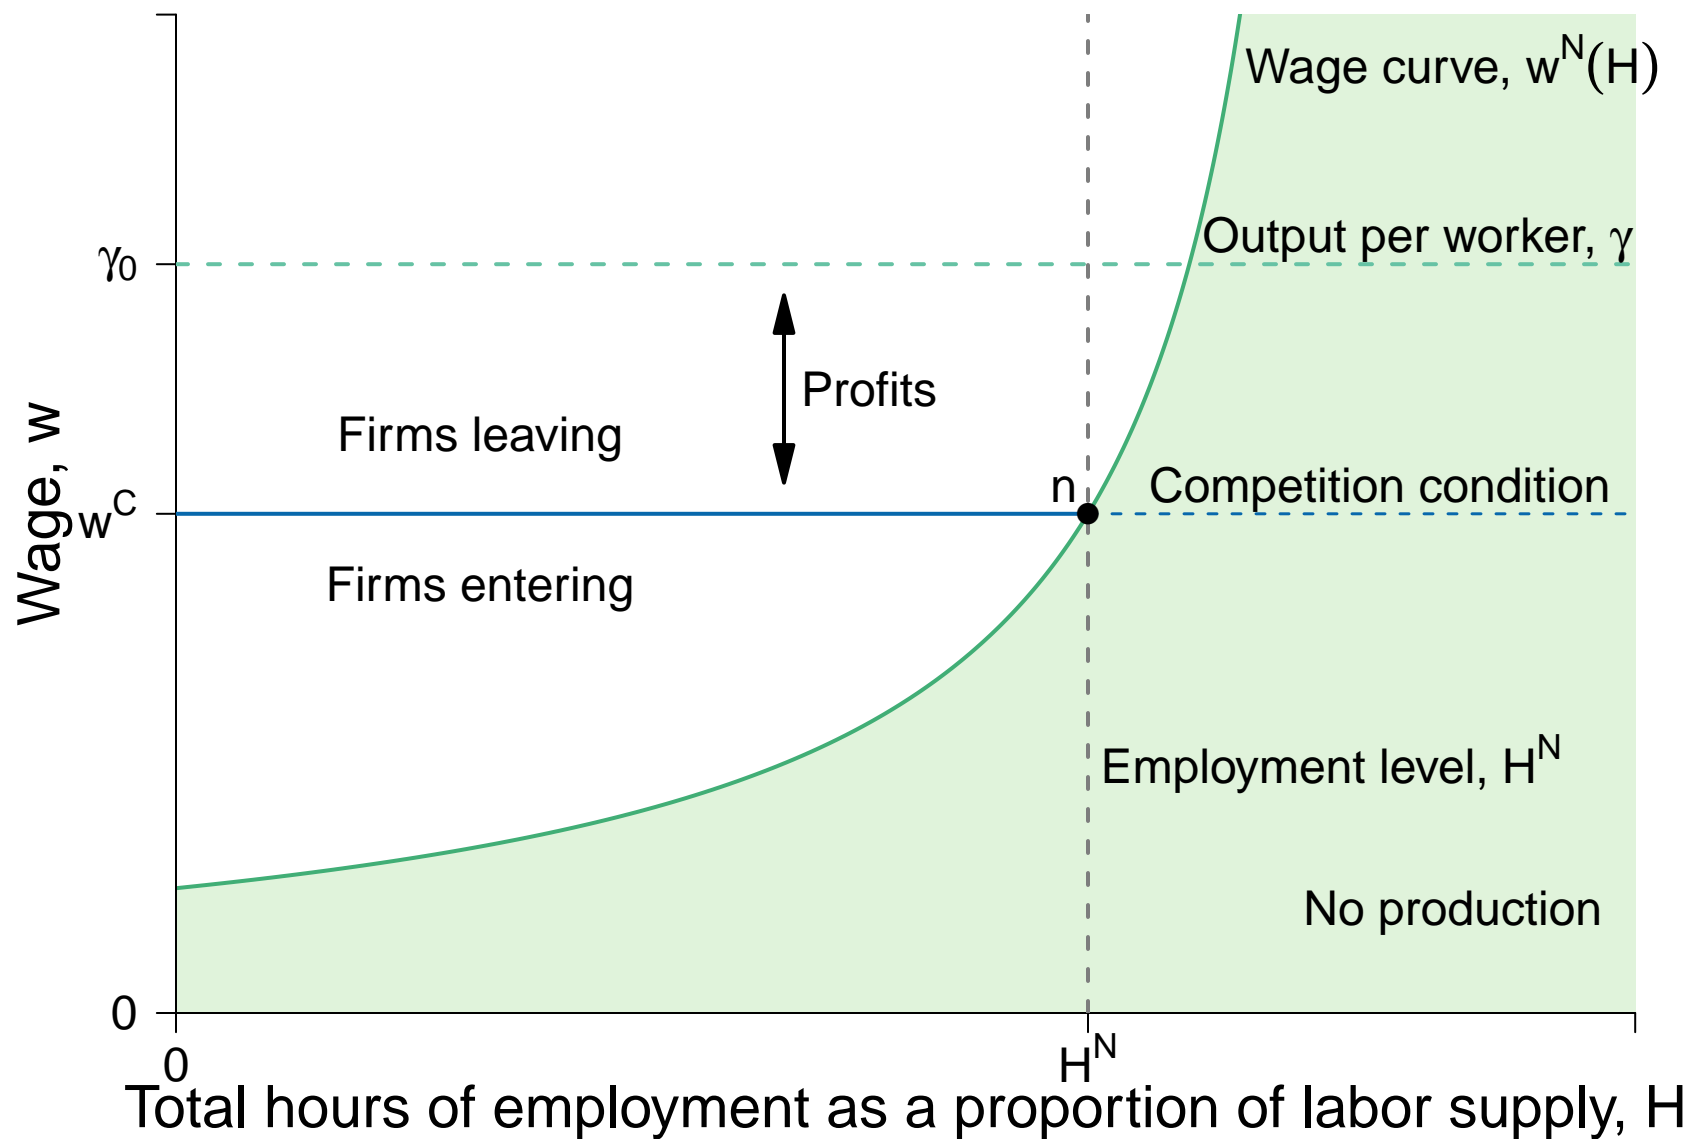 Wage curve, w^N(H)
Output per worker, γ
γ₀
Profits
Firms leaving
n
Competition condition
w^C
Wage, w
Firms entering
Employment level, H^N
No production
0
0
H^N
Total hours of employment as a proportion of labor supply, H